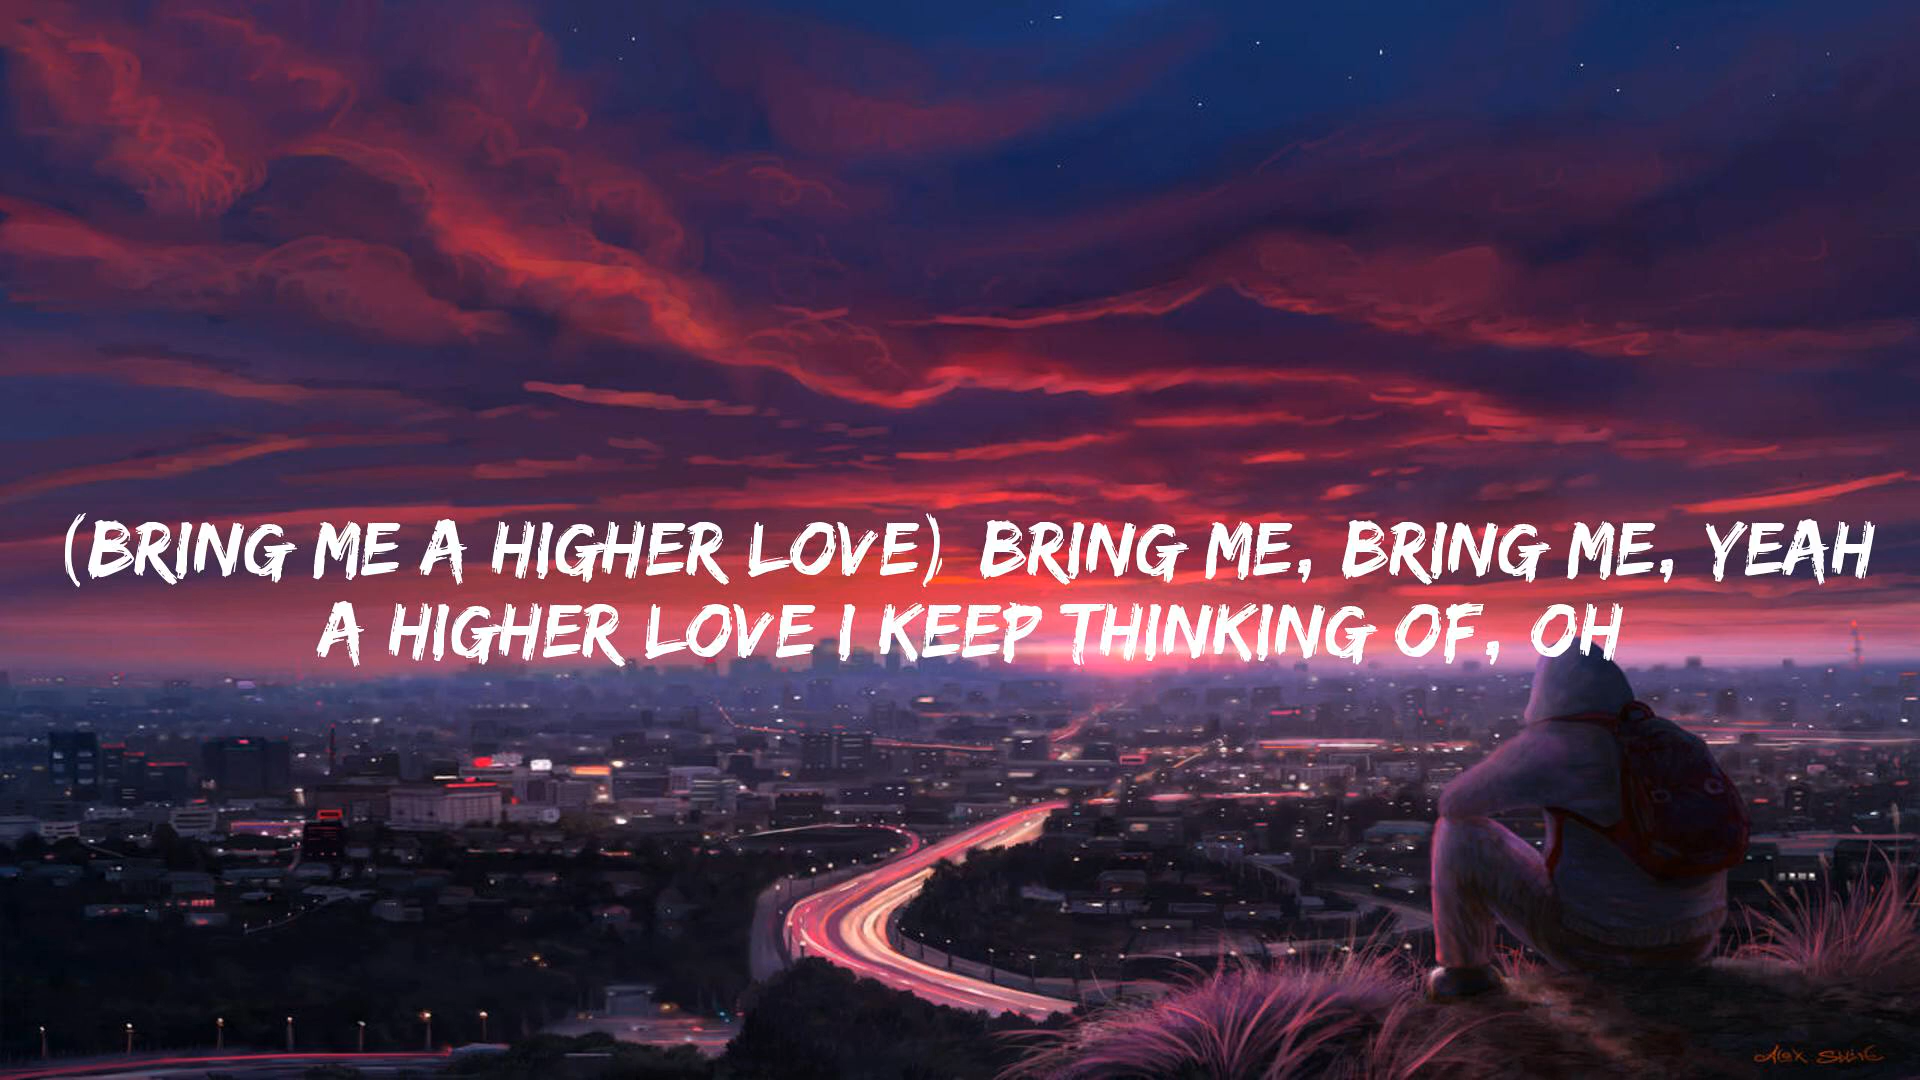 (BRING ME A HIGHER LOVE) BRING ME, BRING ME, YEAH
A HIGHER LOVE I KEEP THINKING OF, OH